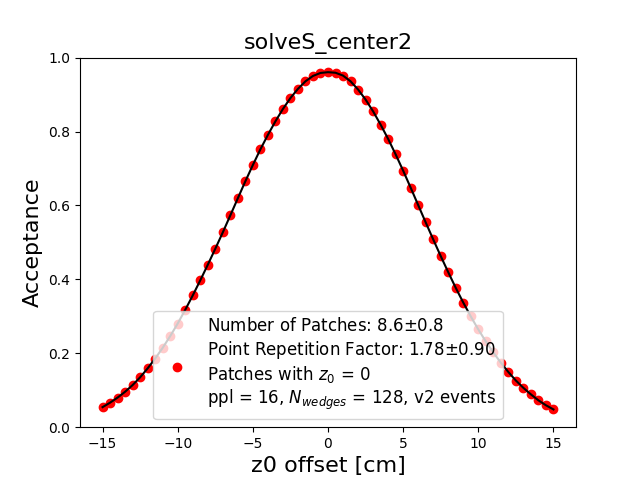 solveS_center2
Acceptance
1.0
0.8
0.6
0.4
0.2
0.0
Number of Patches: 8.6±0.8
Point Repetition Factor: 1.78±0.90
Patches with z₀ = 0
ppl = 16, N_wedges = 128, v2 events
−15
−10
−5
0
5
10
15
z0 offset [cm]